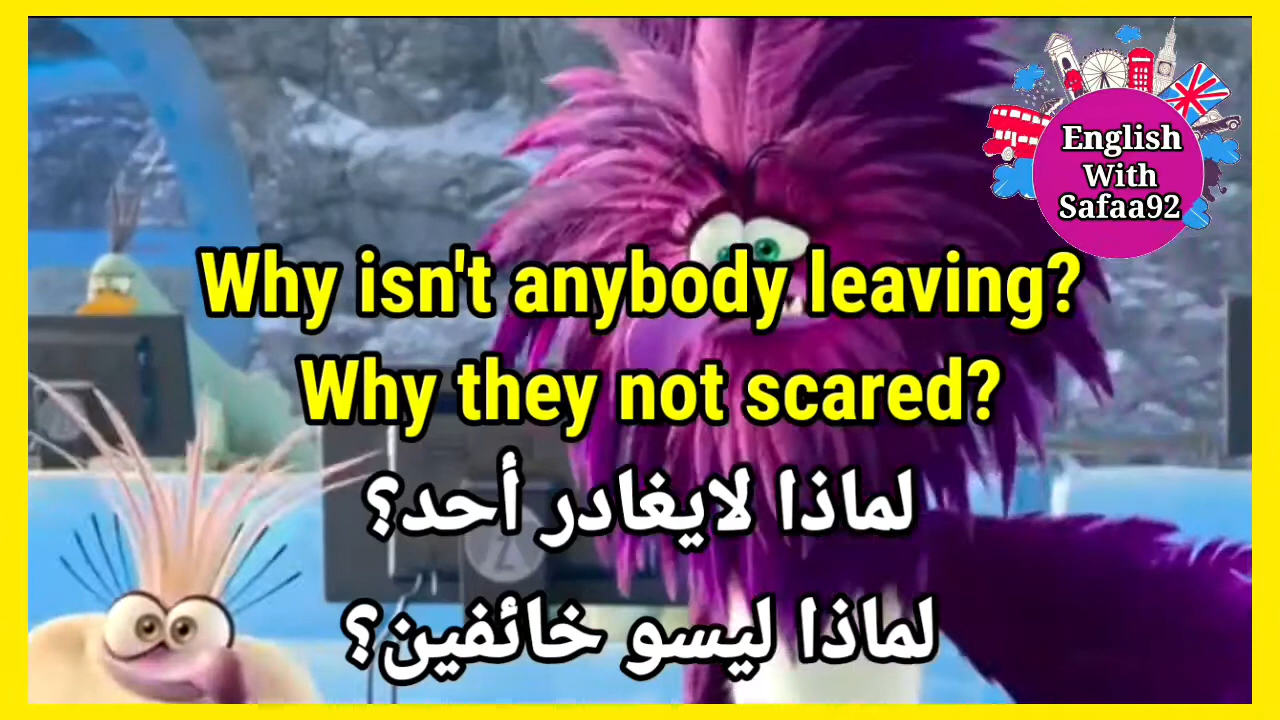 English
With
Safaa92
Why isn't anybody leaving?
Why they not scared?
لماذا لايغادر أحد؟
لماذا ليسو خائفين؟